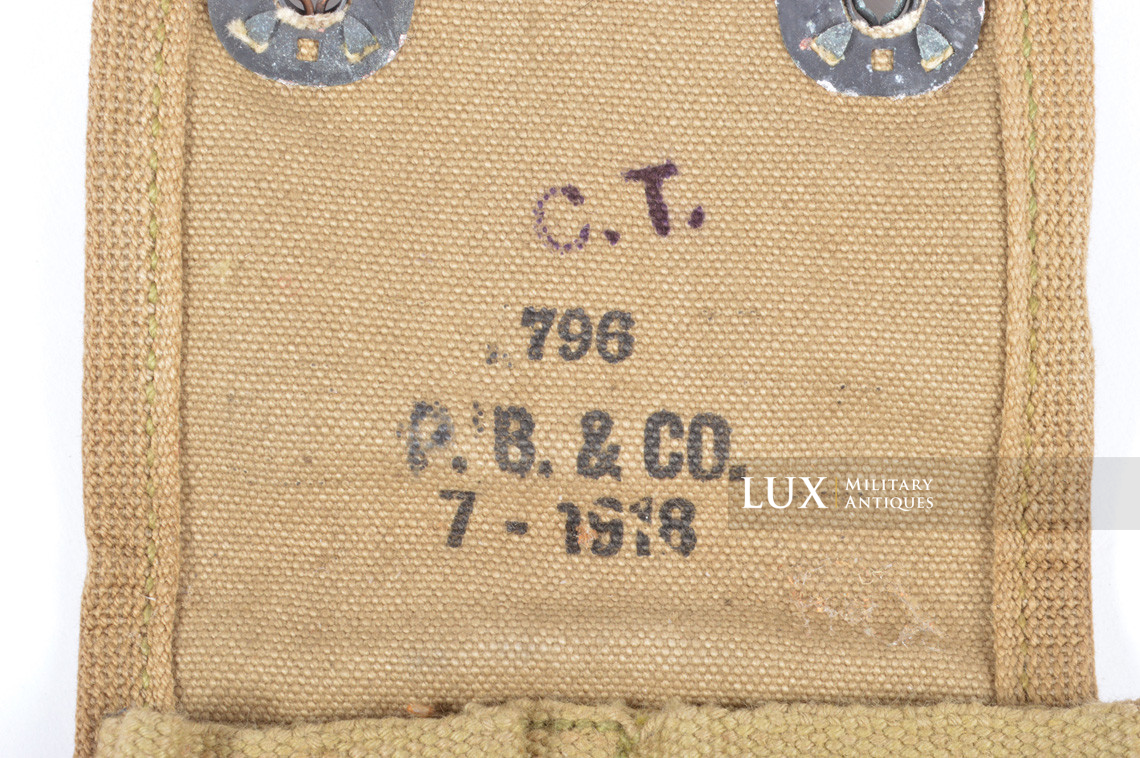 C.T.
796
P. B. & CO.
7 - 1918
LUX MILITARY
ANTIQUES